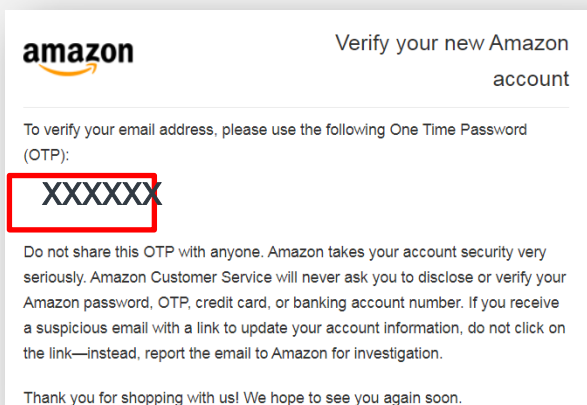 amazon
Verify your new Amazon
account
To verify your email address, please use the following One Time Password
(OTP):
XXXXXX
Do not share this OTP with anyone. Amazon takes your account security very
seriously. Amazon Customer Service will never ask you to disclose or verify your
Amazon password, OTP, credit card, or banking account number. If you receive
a suspicious email with a link to update your account information, do not click on
the link—instead, report the email to Amazon for investigation.
Thank you for shopping with us! We hope to see you again soon.